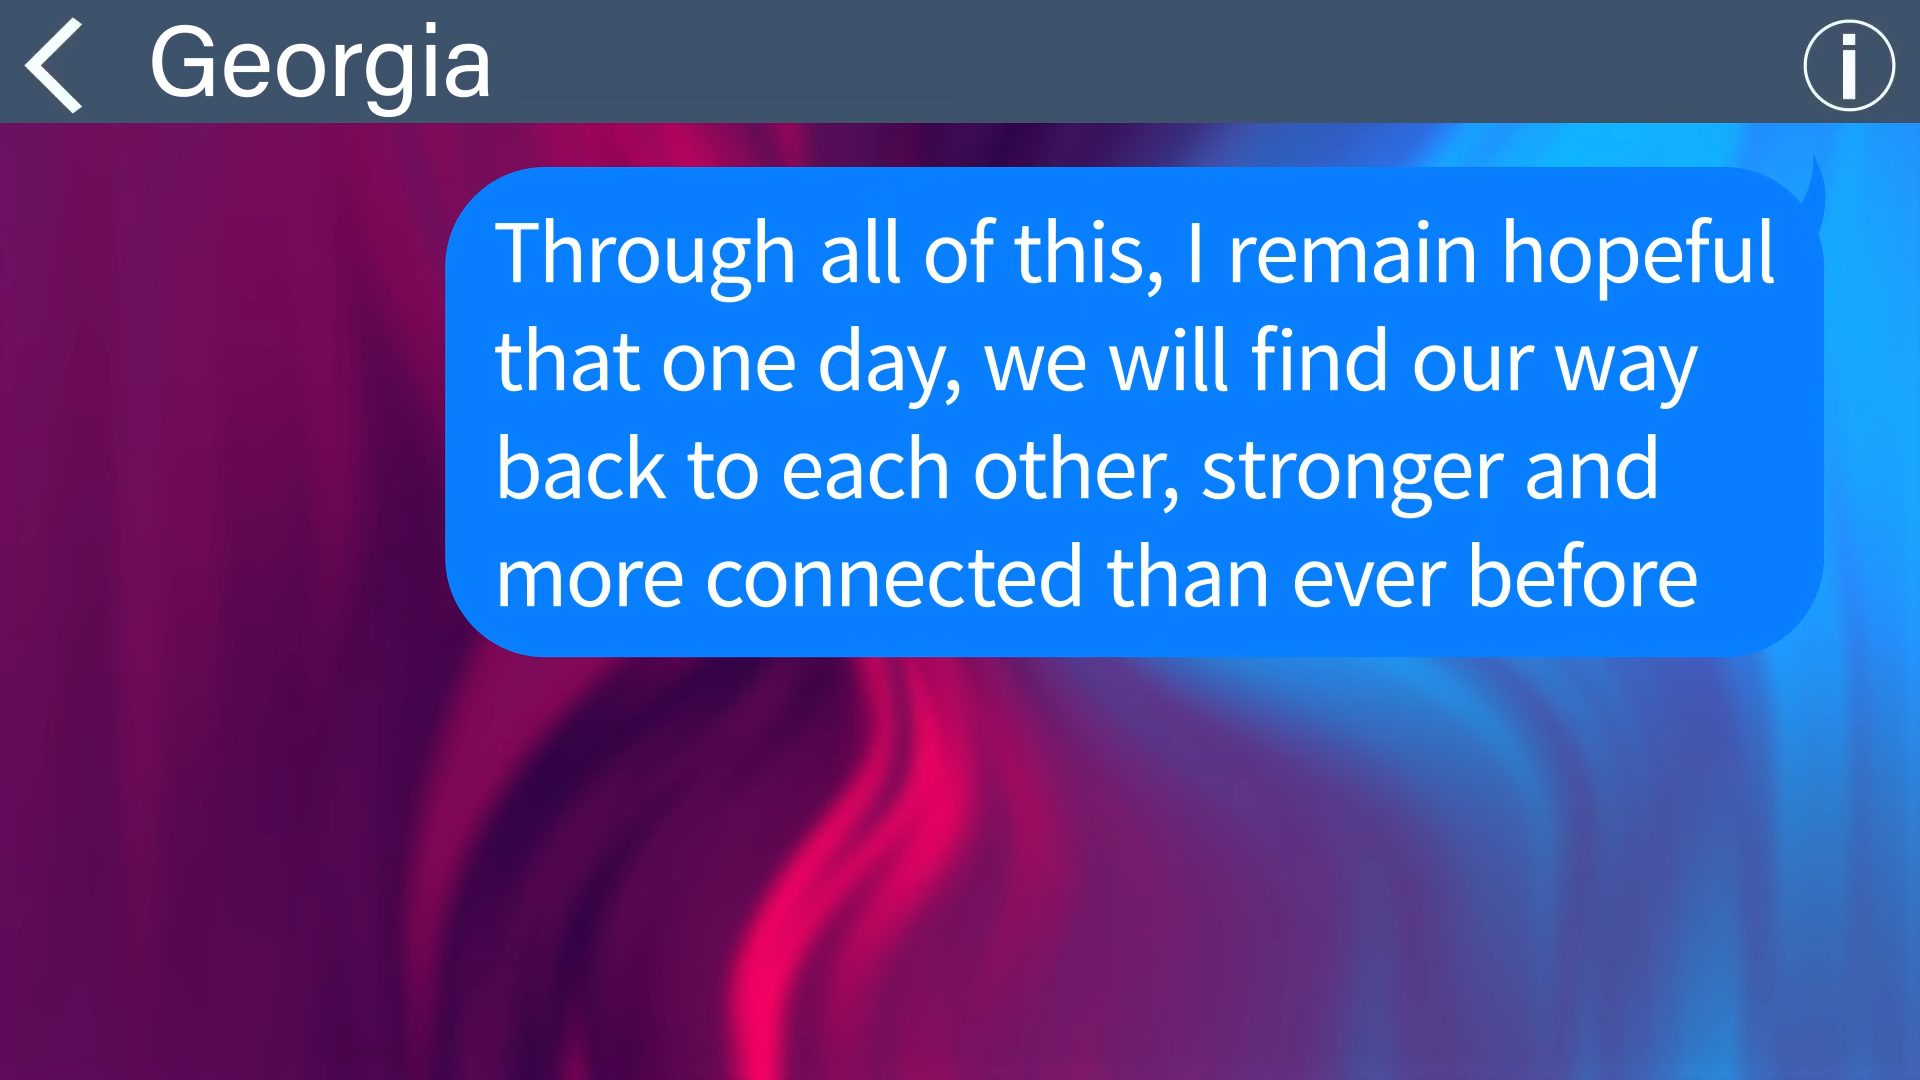 Georgia
Through all of this, I remain hopeful
that one day, we will find our way
back to each other, stronger and
more connected than ever before